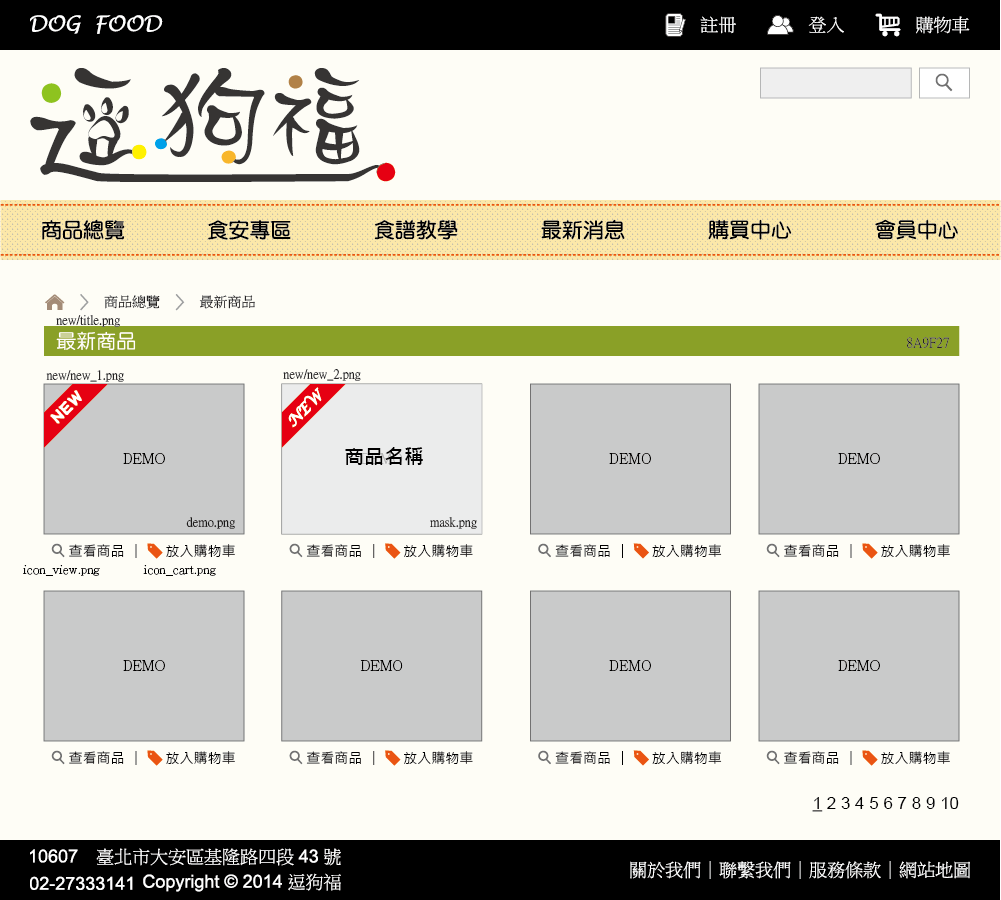 DOG FOOD 註冊 登入 購物車
逗狗福
商品總覽 食安專區 食譜教學 最新消息 購買中心 會員中心
商品總覽 最新商品
new/title.png
最新商品 8A9F27
new/new_1.png new/new_2.png
NEW NEW
DEMO 商品名稱 DEMO DEMO
demo.png mask.png
查看商品 | 放入購物車 查看商品 | 放入購物車 查看商品 | 放入購物車 查看商品 | 放入購物車
icon_view.png icon_cart.png
DEMO DEMO DEMO DEMO
查看商品 | 放入購物車 查看商品 | 放入購物車 查看商品 | 放入購物車 查看商品 | 放入購物車
1 2 3 4 5 6 7 8 9 10
10607 臺北市大安區基隆路四段 43 號
02-27333141 Copyright © 2014 逗狗福
關於我們｜聯繫我們｜服務條款｜網站地圖